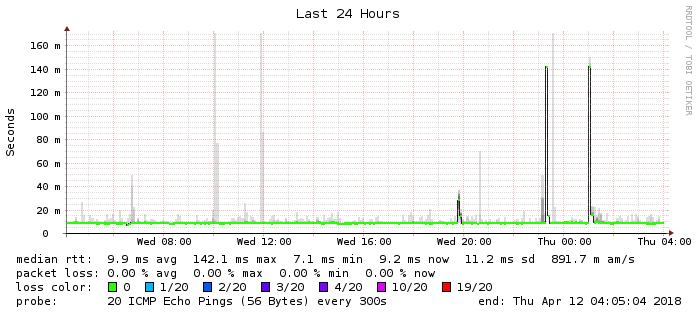 Last 24 Hours
RRDTOOL / TOBI OETIKER
Seconds
160 m
140 m
120 m
100 m
80 m
60 m
40 m
20 m
0
Wed 08:00 Wed 12:00 Wed 16:00 Wed 20:00 Thu 00:00 Thu 04:00
median rtt: 9.9 ms avg 142.1 ms max 7.1 ms min 9.2 ms now 11.2 ms sd 891.7 m am/s
packet loss: 0.00 % avg 0.00 % max 0.00 % min 0.00 % now
loss color: 0 1/20 2/20 3/20 4/20 10/20 19/20
probe: 20 ICMP Echo Pings (56 Bytes) every 300s end: Thu Apr 12 04:05:04 2018